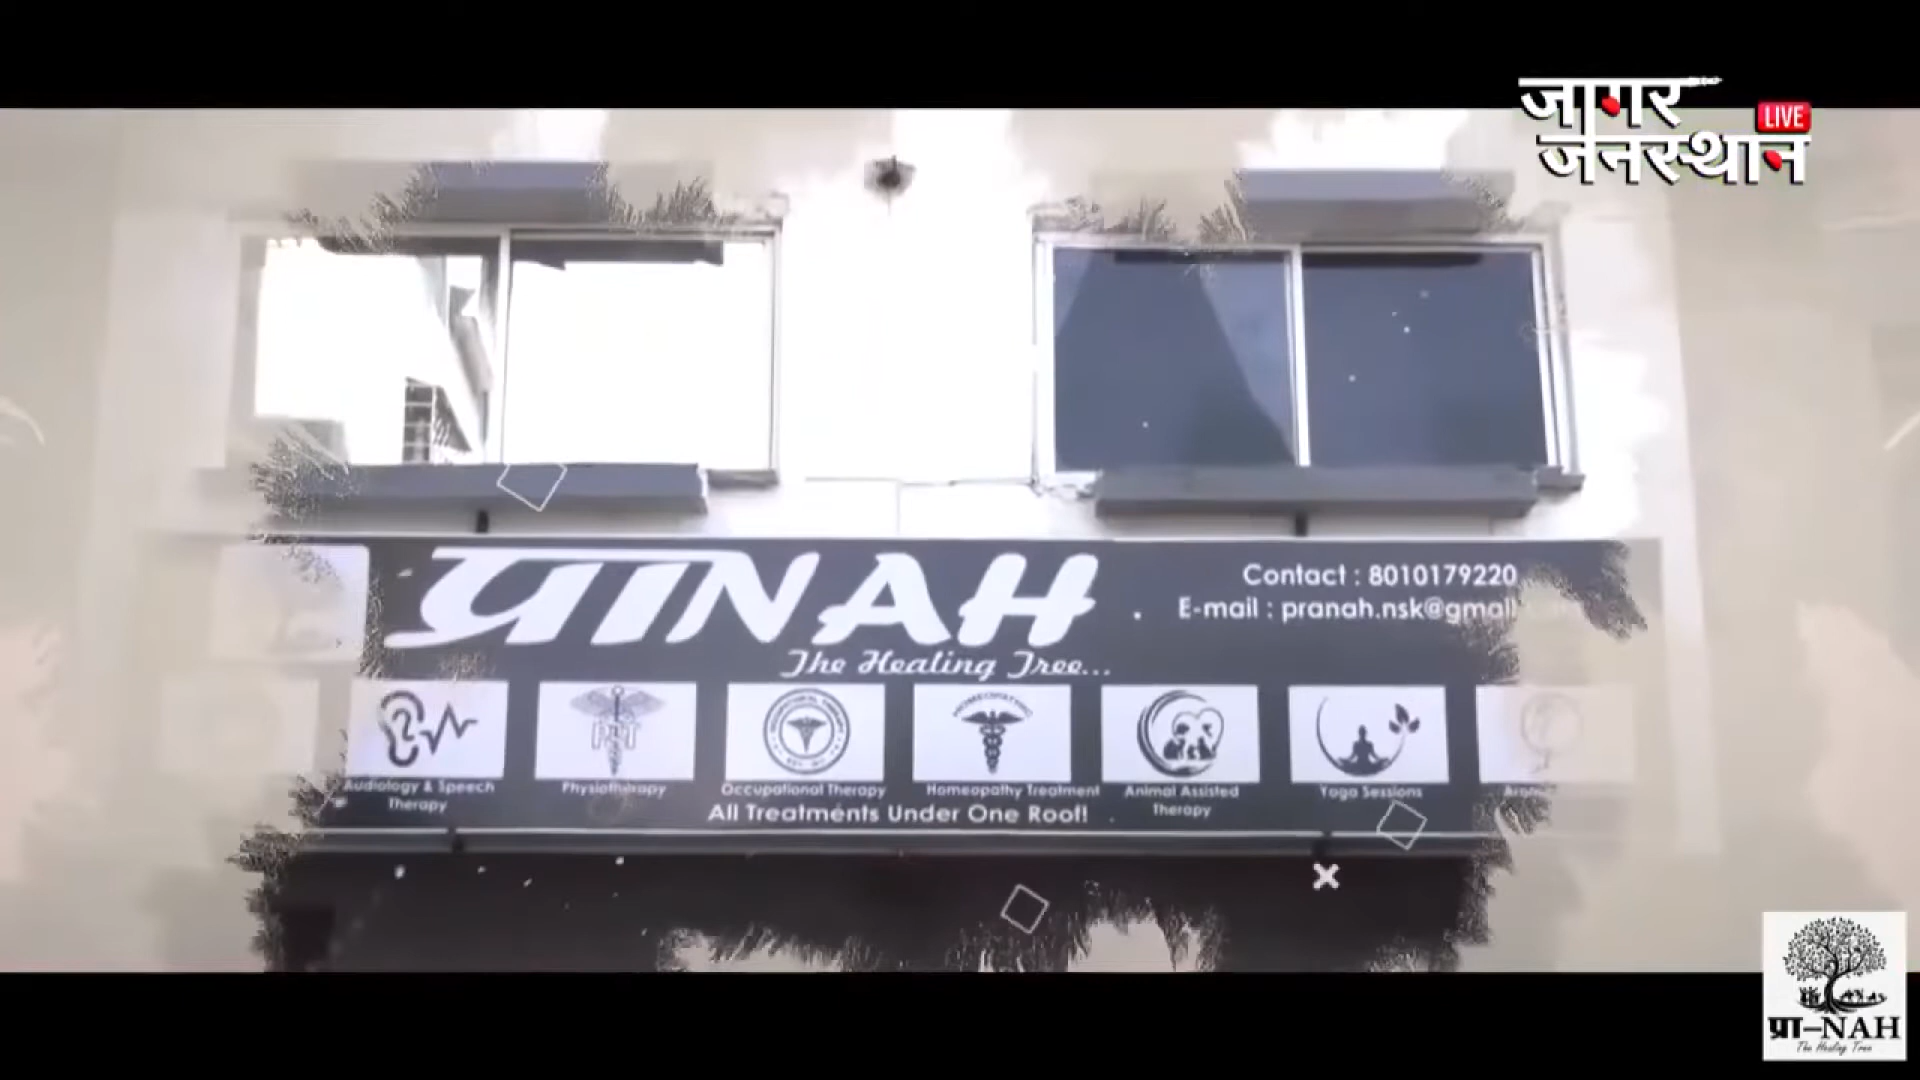 जागर
LIVE
जनस्थान
प्राNAH
The Healing Tree...
Contact : 8010179220
E-mail : pranah.nsk@gmail
HOMEOPATHIC
Audiology & Speech Therapy
Physiotherapy
Occupational Therapy
Homeopathy Treatment
Animal Assisted Therapy
Yoga Sessions
All Treatments Under One Roof!
प्रा-NAH
The Healing Tree